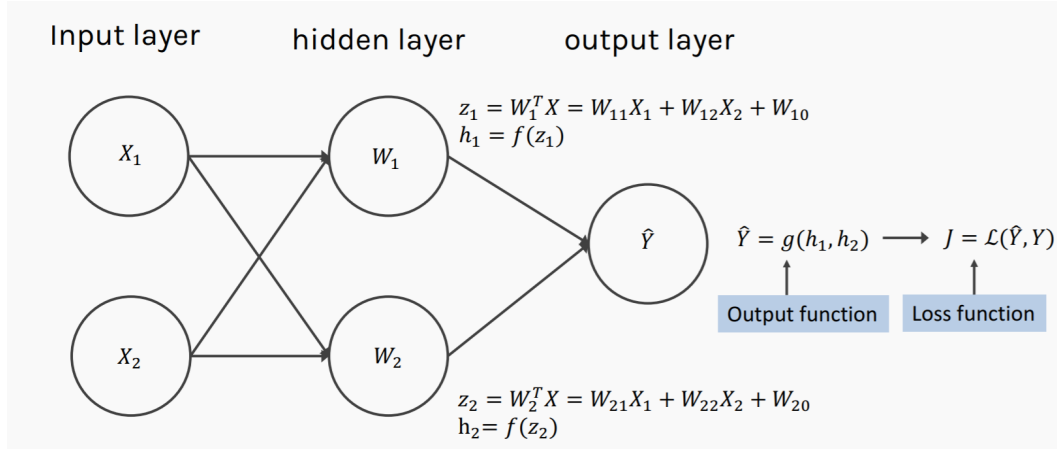 Input layer
hidden layer
output layer
z₁ = W₁ᵀX = W₁₁X₁ + W₁₂X₂ + W₁₀
h₁ = f(z₁)
X₁
W₁
Ŷ
Ŷ = g(h₁, h₂)
J = ℒ(Ŷ, Y)
Output function
Loss function
X₂
W₂
z₂ = W₂ᵀX = W₂₁X₁ + W₂₂X₂ + W₂₀
h₂= f(z₂)